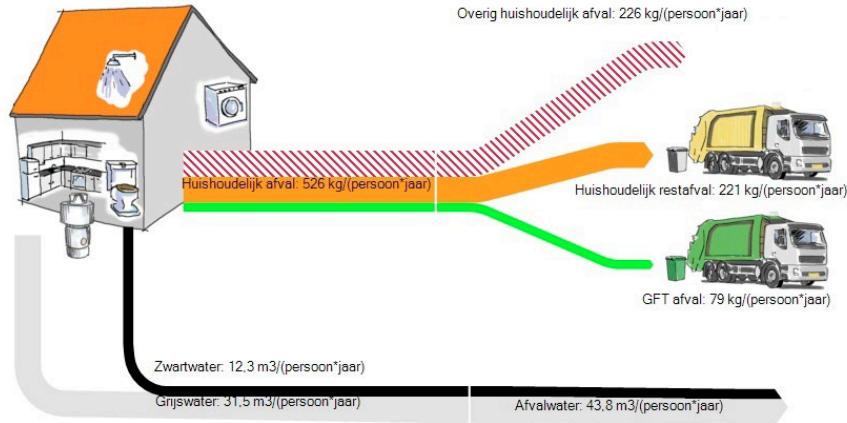 Overig huishoudelijk afval: 226 kg/(persoon*jaar)
Huishoudelijk afval: 526 kg/(persoon*jaar)
Huishoudelijk restafval: 221 kg/(persoon*jaar)
GFT afval: 79 kg/(persoon*jaar)
Zwartwater: 12,3 m3/(persoon*jaar)
Grijswater: 31,5 m3/(persoon*jaar)
Afvalwater: 43,8 m3/(persoon*jaar)